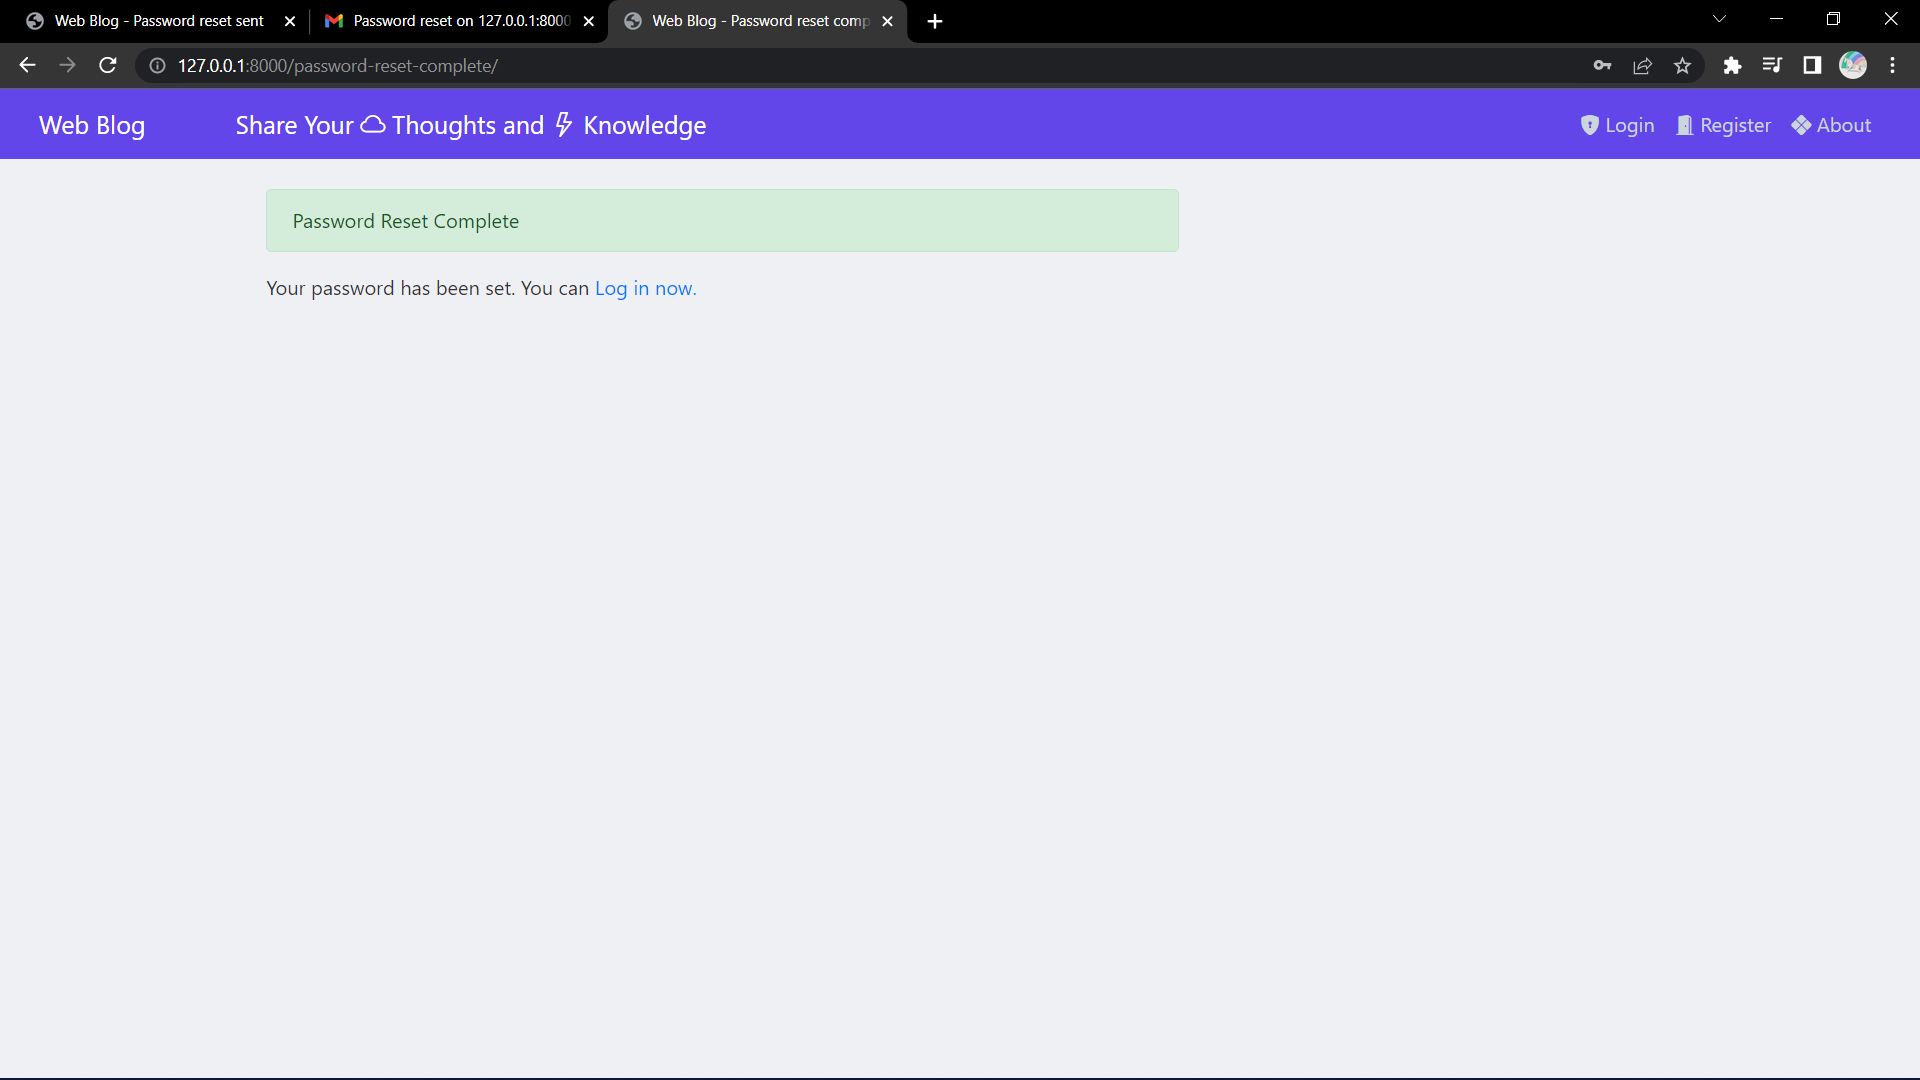 Web Blog - Password reset sent
Password reset on 127.0.0.1:8000
Web Blog - Password reset comp
127.0.0.1:8000/password-reset-complete/
Web Blog Share Your Thoughts and Knowledge Login Register About
Password Reset Complete
Your password has been set. You can Log in now.